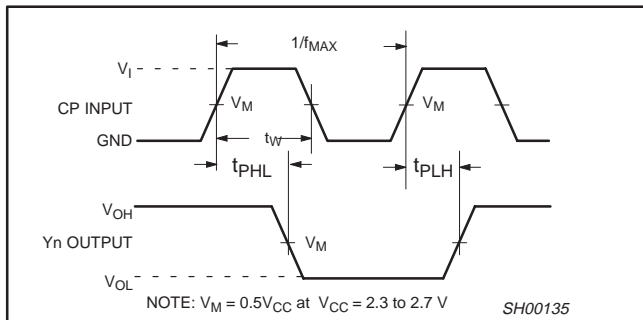 1/fMAX
VI
CP INPUT
VM
VM
GND
tW
tPHL
tPLH
VOH
Yn OUTPUT
VM
VOL
NOTE: VM = 0.5VCC at VCC = 2.3 to 2.7 V
SH00135